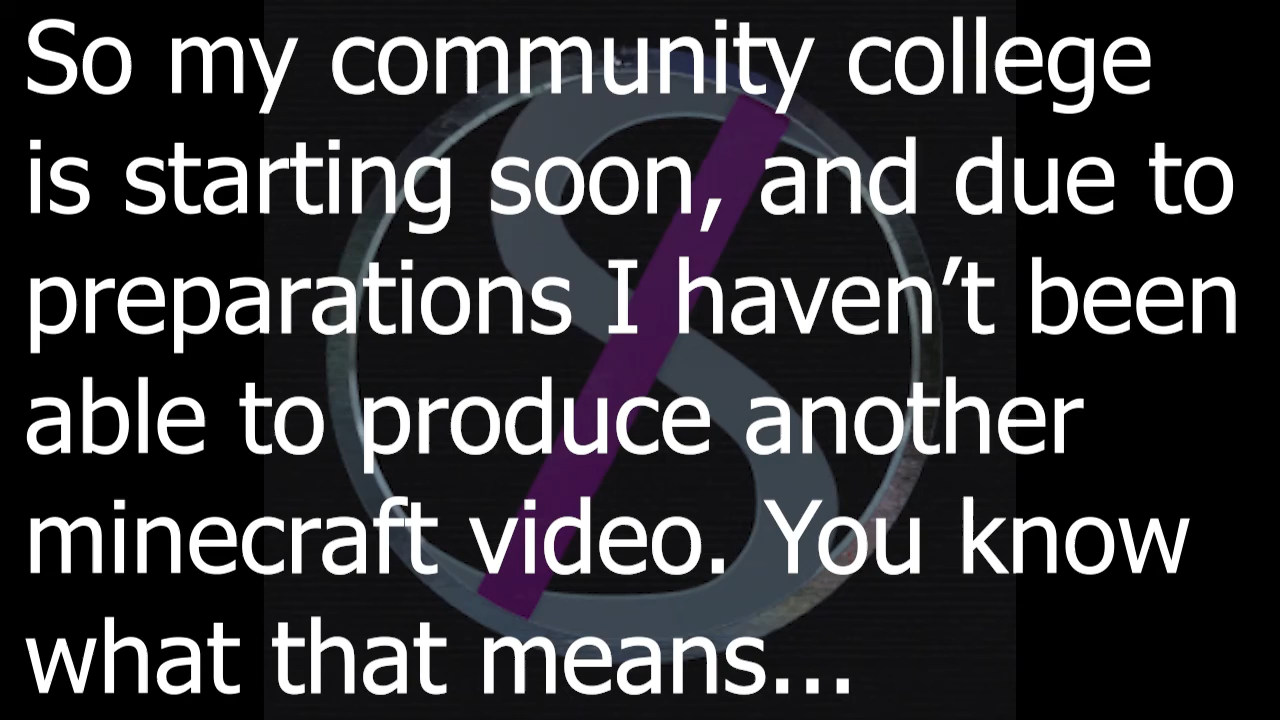 So my community college
is starting soon, and due to
preparations I haven’t been
able to produce another
minecraft video. You know
what that means...